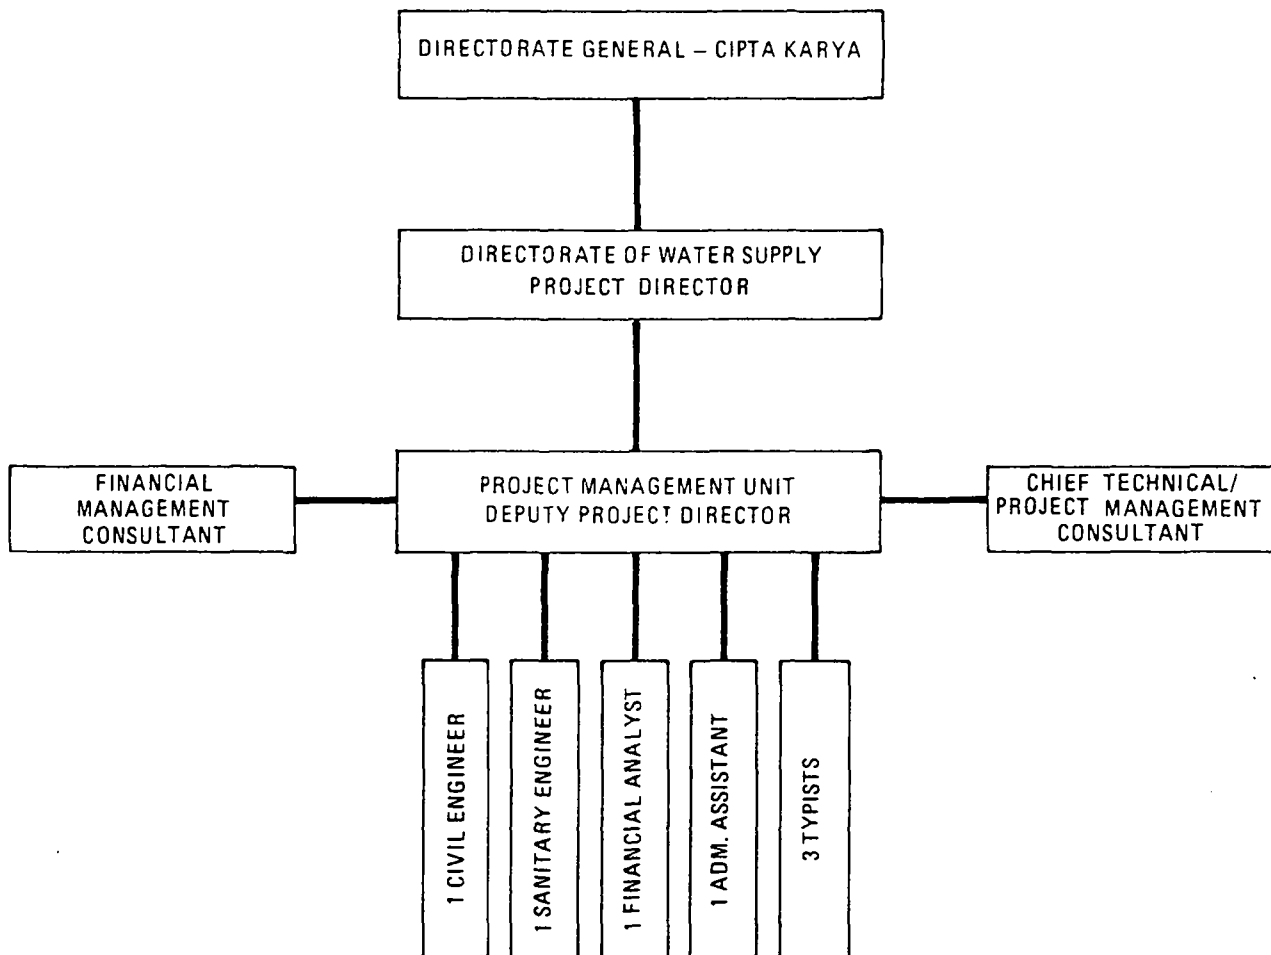 DIRECTORATE GENERAL – CIPTA KARYA
DIRECTORATE OF WATER SUPPLY
PROJECT DIRECTOR
FINANCIAL
MANAGEMENT
CONSULTANT
PROJECT MANAGEMENT UNIT
DEPUTY PROJECT DIRECTOR
CHIEF TECHNICAL/
PROJECT MANAGEMENT
CONSULTANT
1 CIVIL ENGINEER
1 SANITARY ENGINEER
1 FINANCIAL ANALYST
1 ADM. ASSISTANT
3 TYPISTS